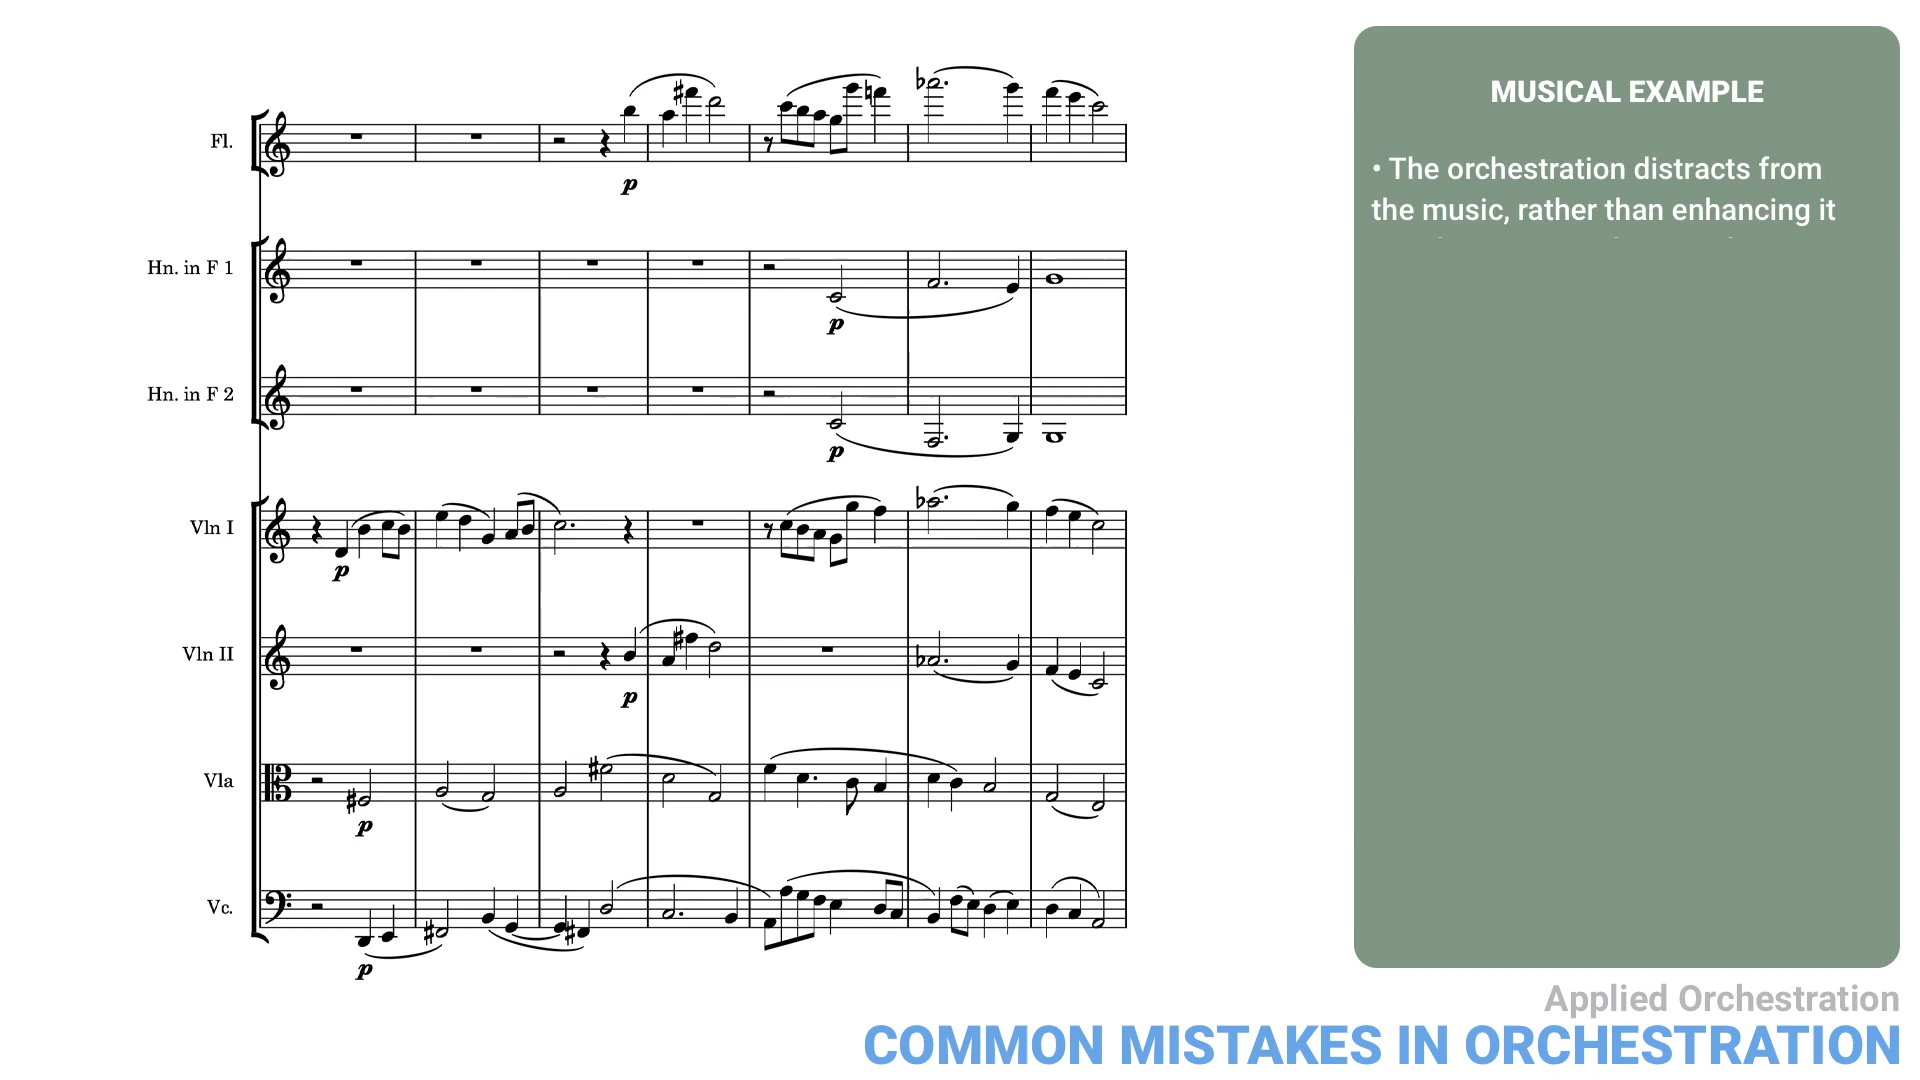 MUSICAL EXAMPLE
• The orchestration distracts from
the music, rather than enhancing it
Fl.
p
Hn. in F 1
p
Hn. in F 2
p
Vln I
p
Vln II
p
Vla
p
Vc.
p
Applied Orchestration
COMMON MISTAKES IN ORCHESTRATION